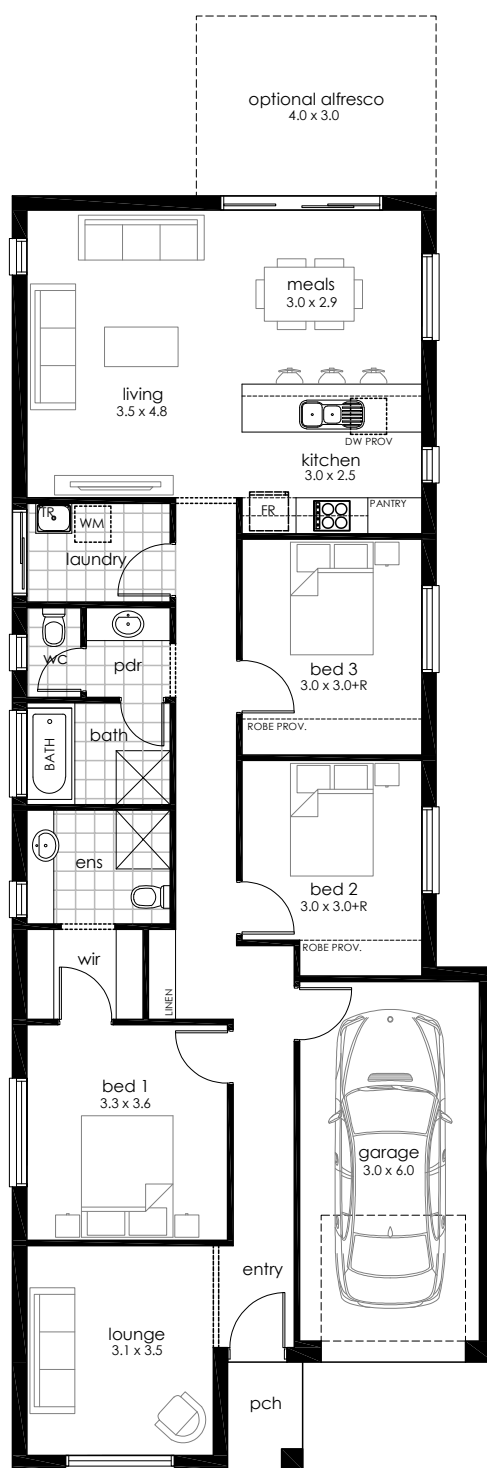 optional alfresco
4.0 x 3.0
meals
3.0 x 2.9
living
3.5 x 4.8
DW PROV
kitchen
3.0 x 2.5
TR
WM
FR
PANTRY
laundry
wc
pdr
bed 3
3.0 x 3.0+R
ROBE PROV.
bath
BATH
ens
bed 2
3.0 x 3.0+R
ROBE PROV.
wir
LINEN
bed 1
3.3 x 3.6
garage
3.0 x 6.0
entry
lounge
3.1 x 3.5
pch